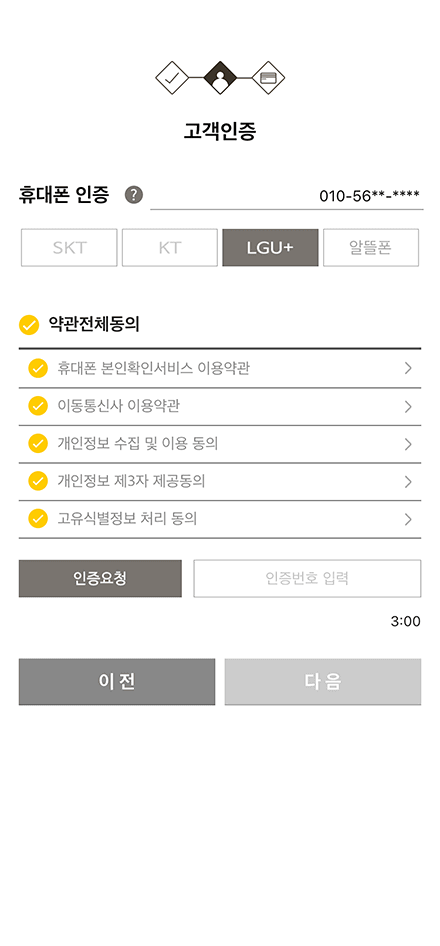 고객인증
휴대폰 인증 ? 010-56**-****
SKT KT LGU+ 알뜰폰
약관전체동의
휴대폰 본인확인서비스 이용약관
이동통신사 이용약관
개인정보 수집 및 이용 동의
개인정보 제3자 제공동의
고유식별정보 처리 동의
인증요청 인증번호 입력
3:00
이 전 다 음